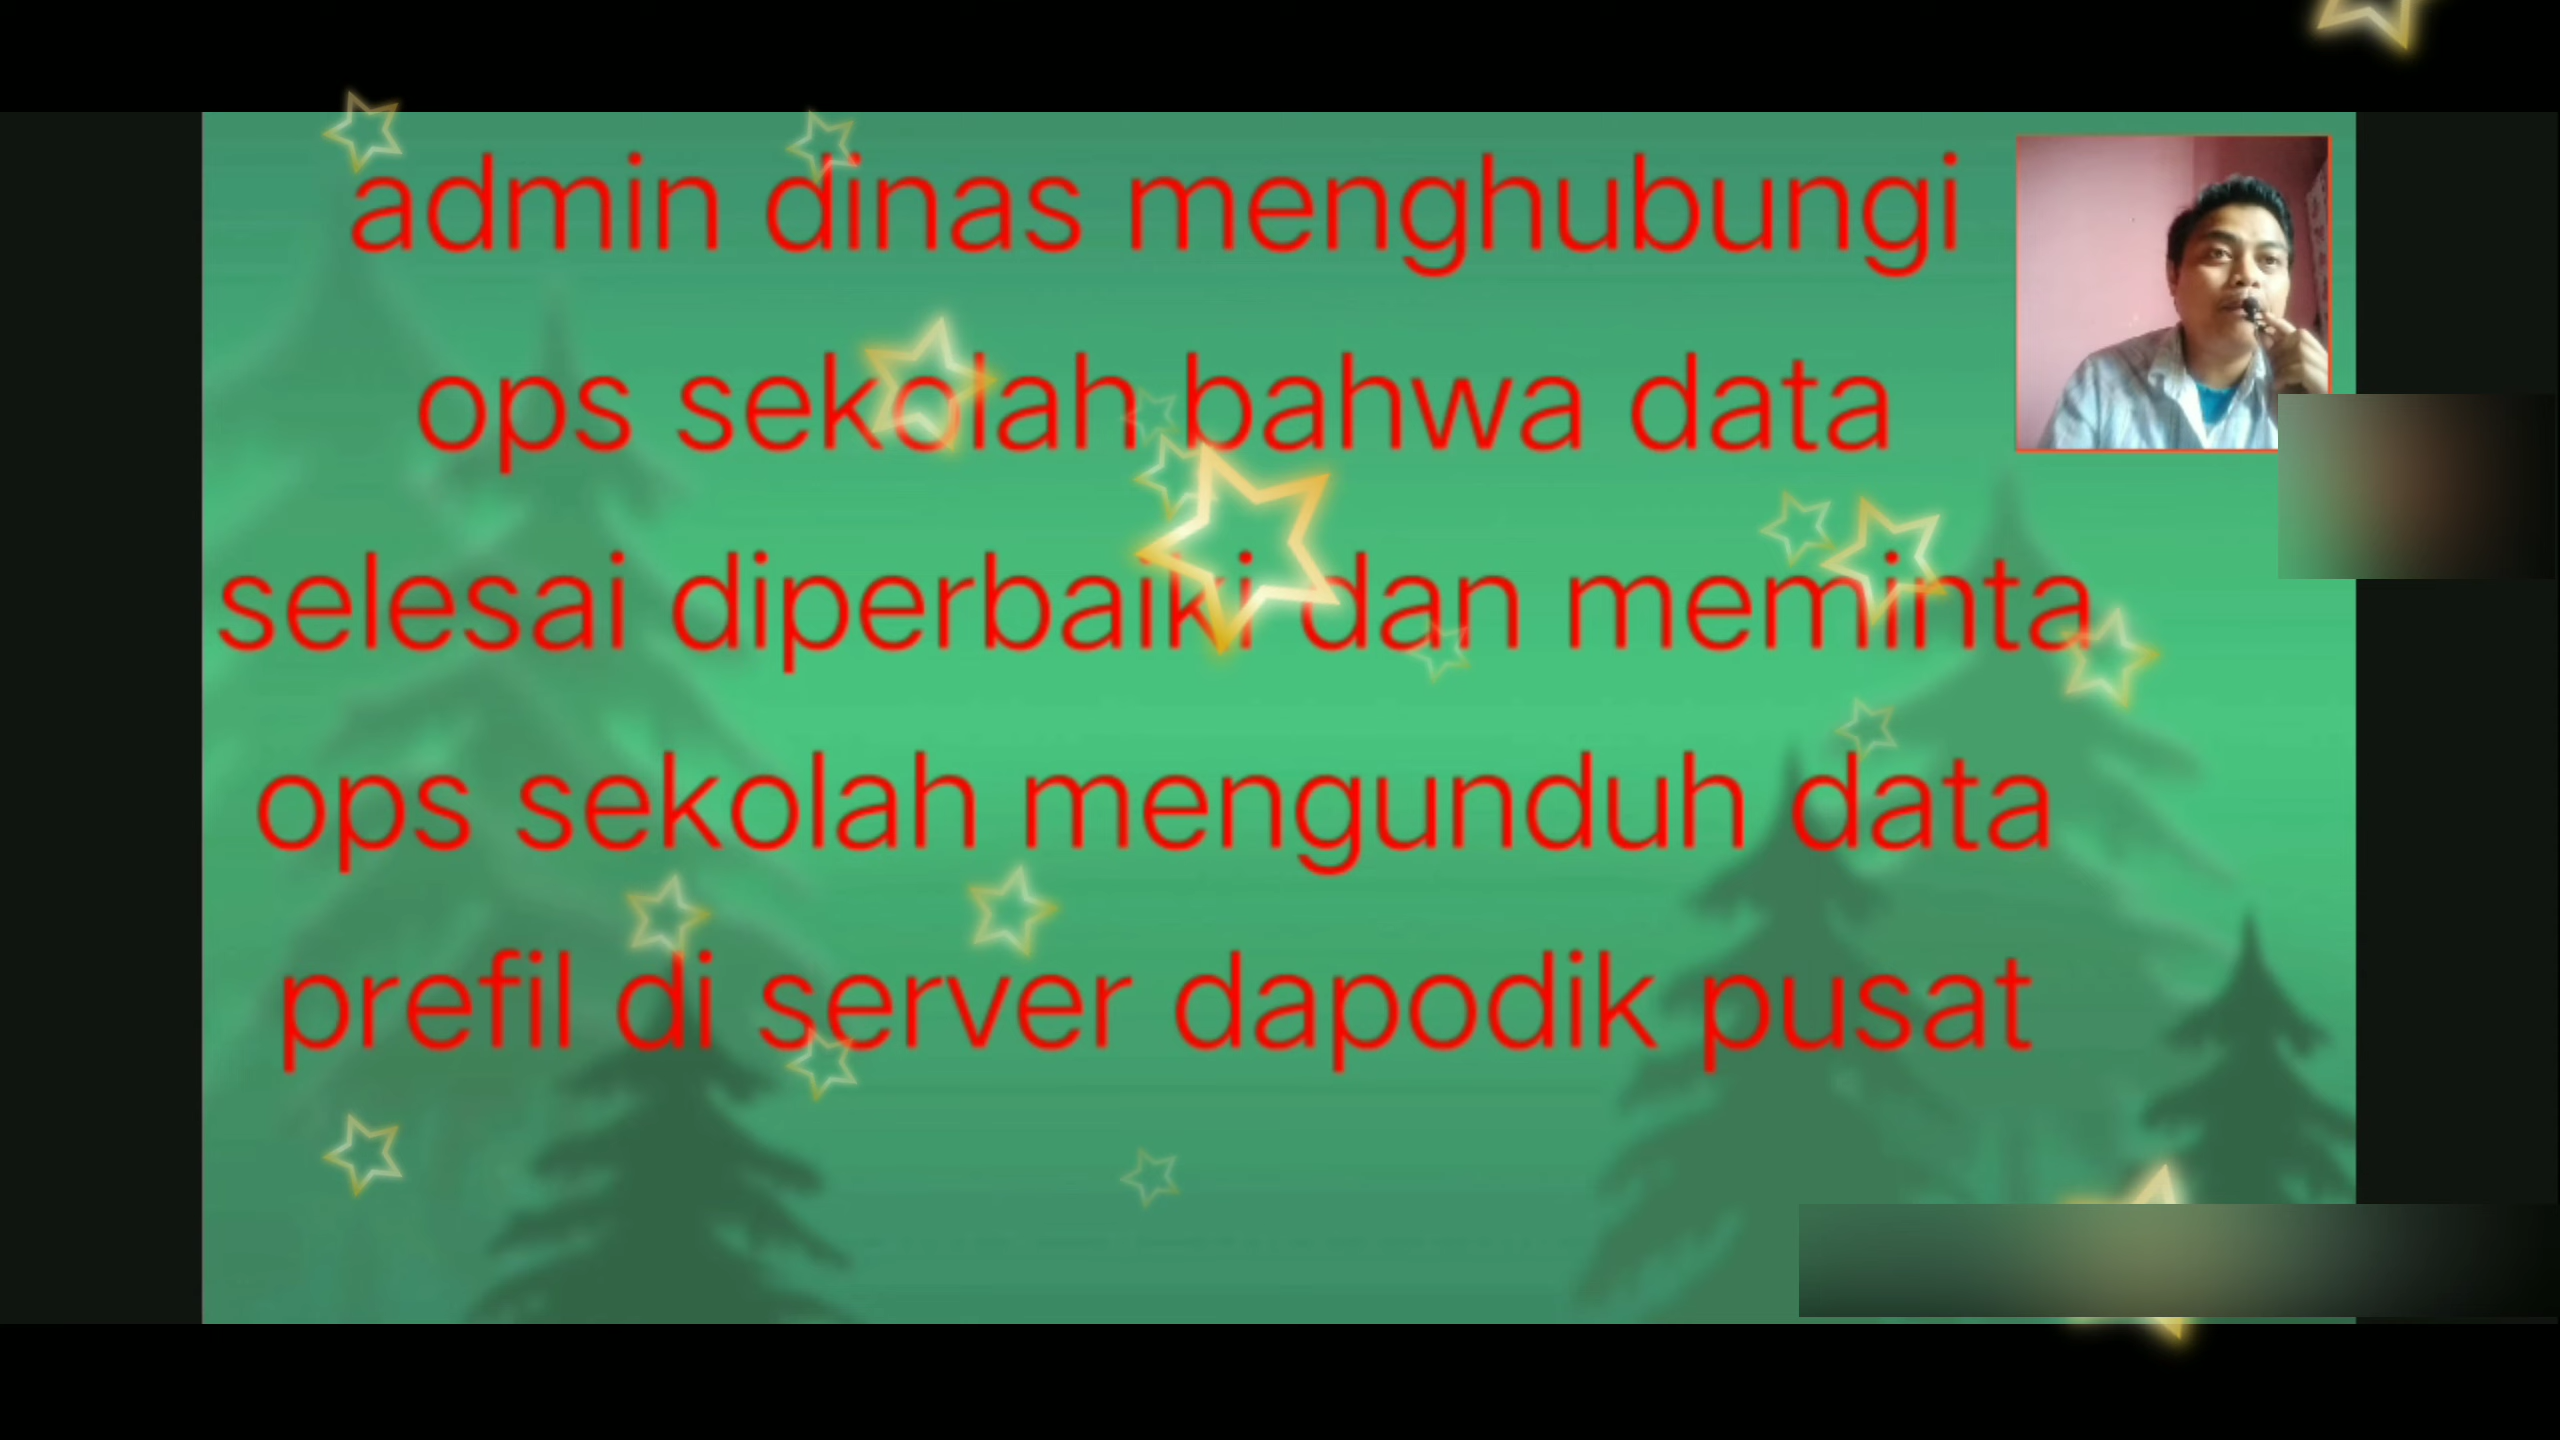 admin dinas menghubungi
ops sekolah bahwa data
selesai diperbaiki dan meminta
ops sekolah mengunduh data
prefil di server dapodik pusat